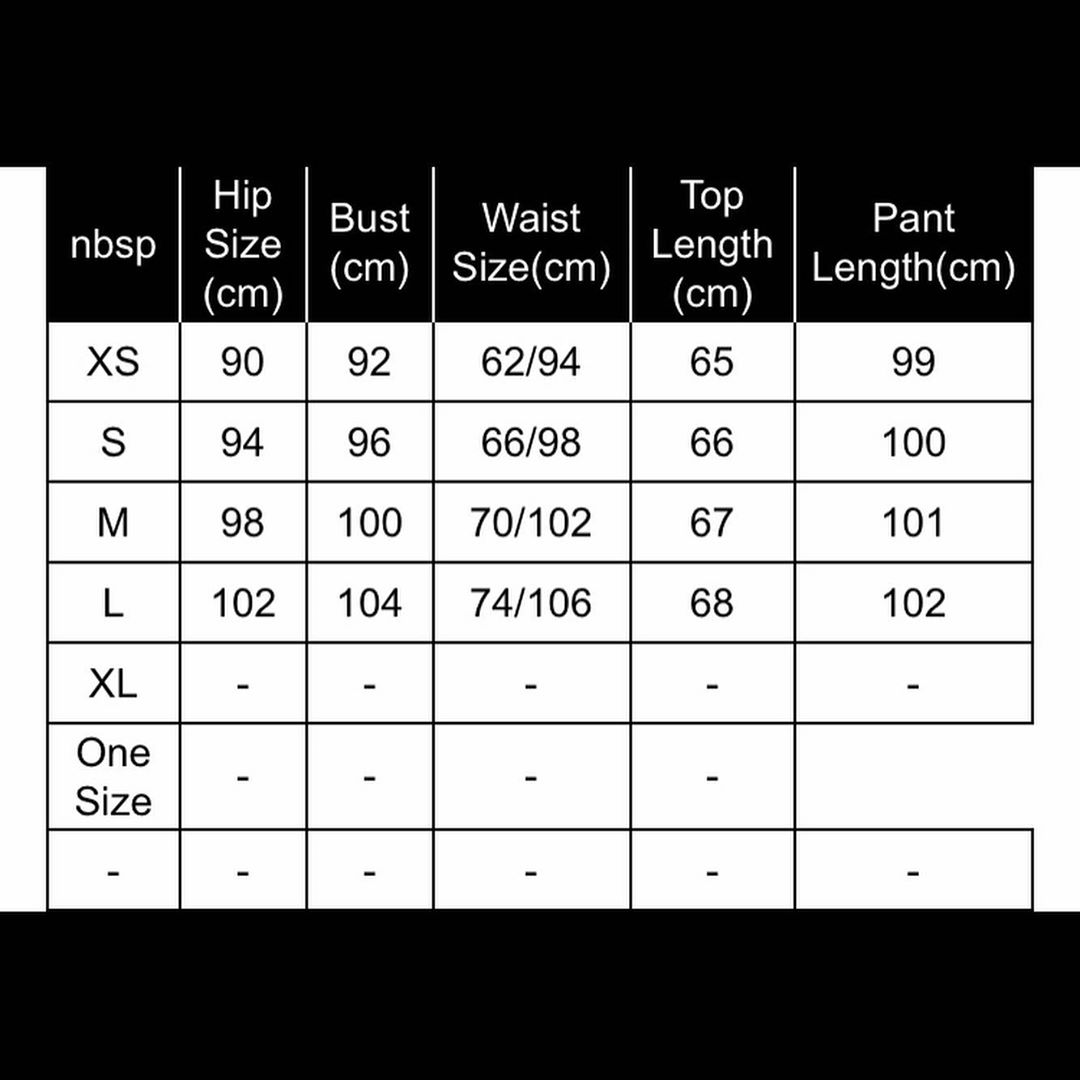 nbsp Hip Size (cm) Bust (cm) Waist Size(cm) Top Length (cm) Pant Length(cm)
XS 90 92 62/94 65 99
S 94 96 66/98 66 100
M 98 100 70/102 67 101
L 102 104 74/106 68 102
XL - - - - -
One Size - - - -
- - - - - -